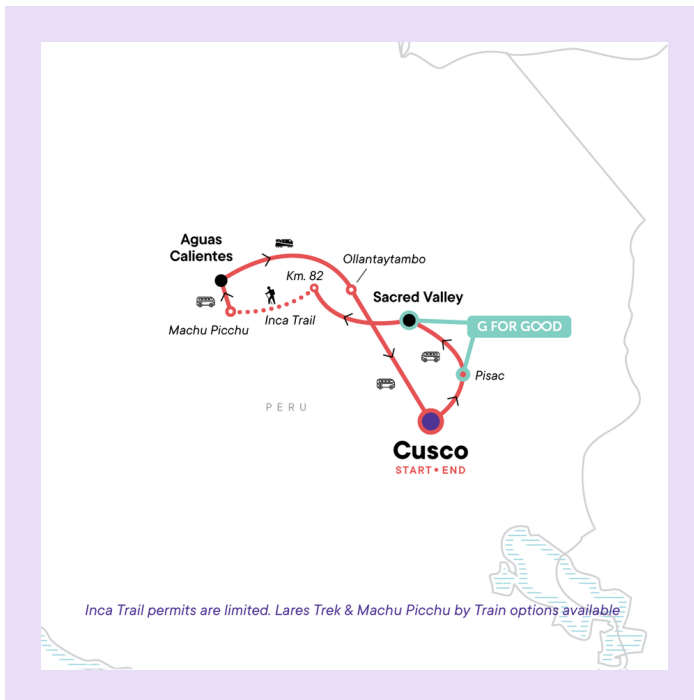 Aguas
Calientes
Ollantaytambo
Km. 82
Sacred Valley
Inca Trail
G FOR GOOD
Machu Picchu
Pisac
PERU
Cusco
START • END
Inca Trail permits are limited. Lares Trek & Machu Picchu by Train options available